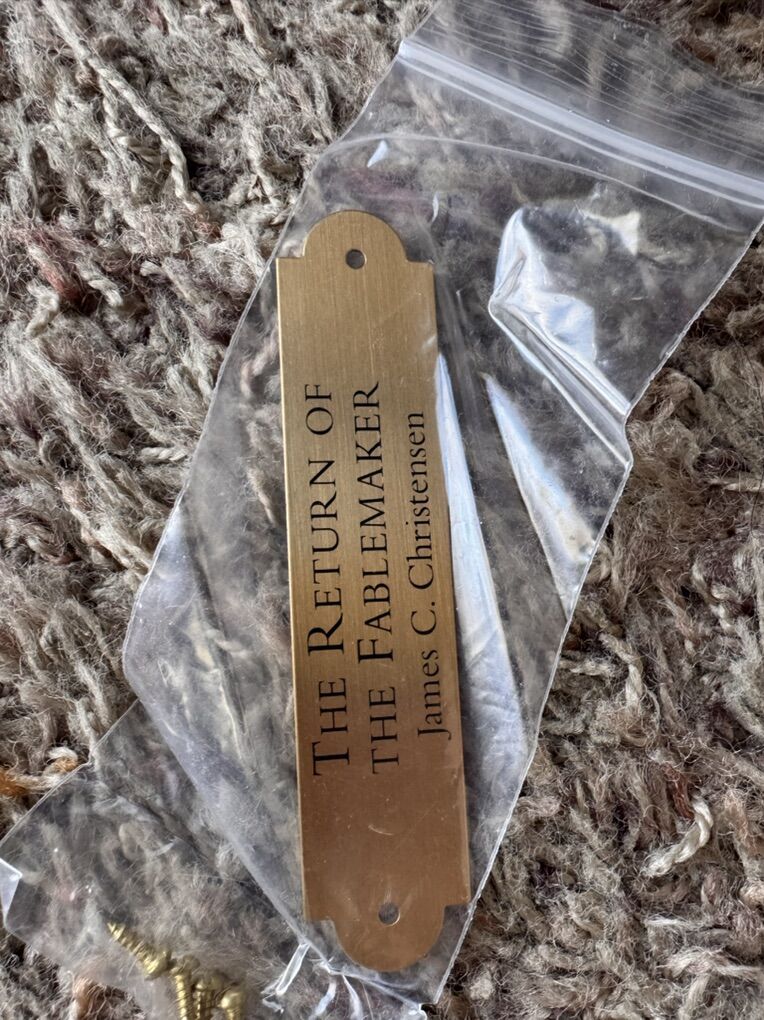 THE RETURN OF
THE FABLEMAKER
James C. Christensen